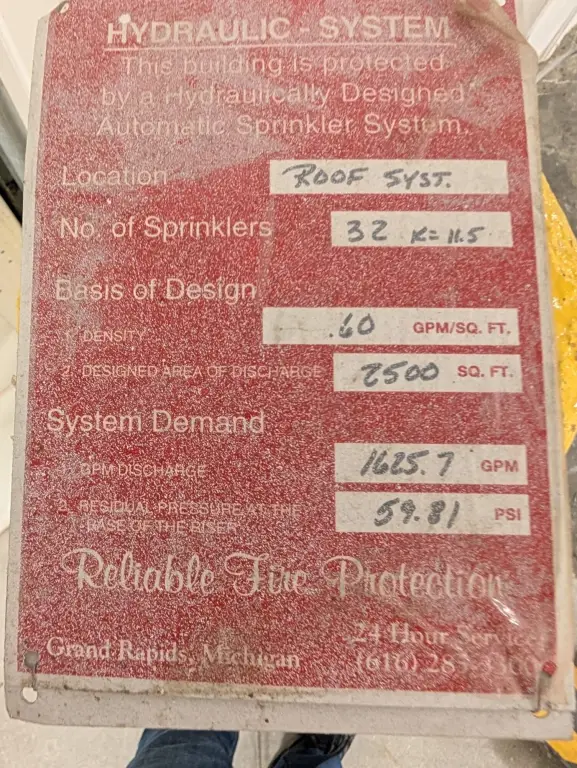 HYDRAULIC - SYSTEM
This building is protected
by a Hydraulically Designed
Automatic Sprinkler System.
Location ROOF SYST.
No. of Sprinklers 32 K= 11.5
Basis of Design
1. DENSITY .60 GPM/SQ. FT.
2. DESIGNED AREA OF DISCHARGE 2500 SQ. FT.
System Demand
1. GPM DISCHARGE 1625.7 GPM
2. RESIDUAL PRESSURE AT THE
BASE OF THE RISER 59.81 PSI
Reliable Fire Protection
24 Hour Service
Grand Rapids, Michigan (616)